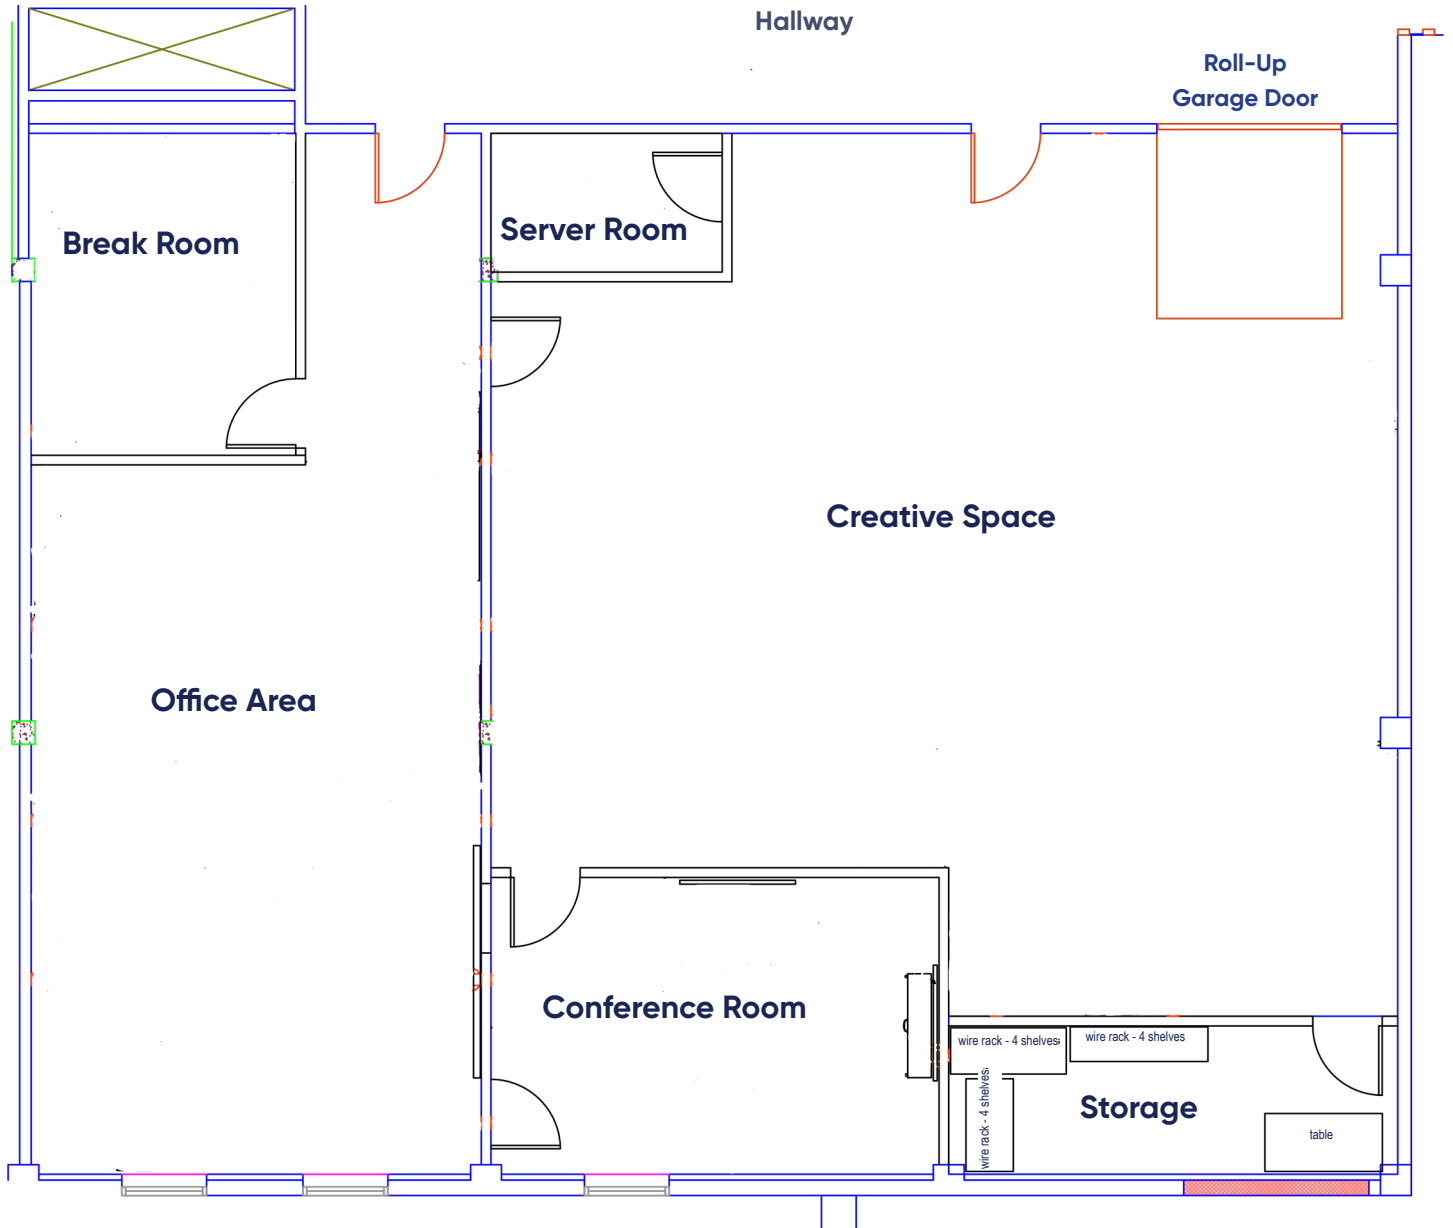 Hallway
Roll-Up
Garage Door
Break Room
Server Room
Creative Space
Office Area
Conference Room
wire rack - 4 shelves
wire rack - 4 shelves
wire rack - 4 shelves
Storage
table